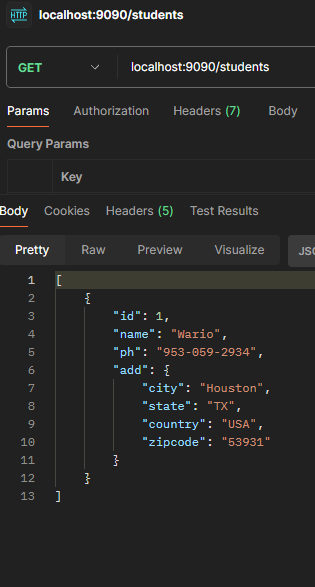 HTTP localhost:9090/students
GET localhost:9090/students
Params Authorization Headers (7) Body
Query Params
Key
Body Cookies Headers (5) Test Results
Pretty Raw Preview Visualize
1 [
2 {
3 "id": 1,
4 "name": "Wario",
5 "ph": "953-059-2934",
6 "add": {
7 "city": "Houston",
8 "state": "TX",
9 "country": "USA",
10 "zipcode": "53931"
11 }
12 }
13 ]